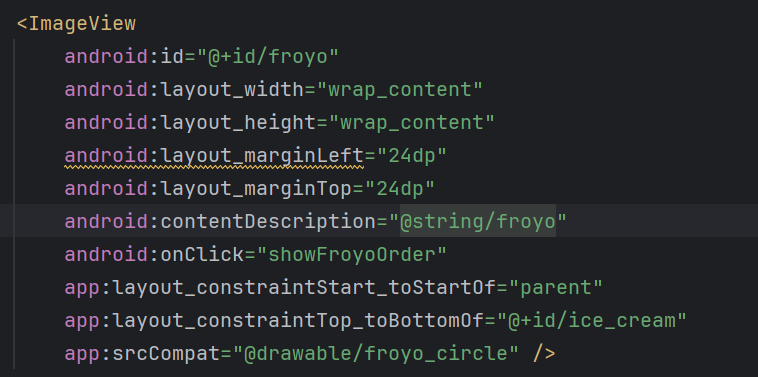 <ImageView
android:id="@+id/froyo"
android:layout_width="wrap_content"
android:layout_height="wrap_content"
android:layout_marginLeft="24dp"
android:layout_marginTop="24dp"
android:contentDescription="@string/froyo"
android:onClick="showFroyoOrder"
app:layout_constraintStart_toStartOf="parent"
app:layout_constraintTop_toBottomOf="@+id/ice_cream"
app:srcCompat="@drawable/froyo_circle" />